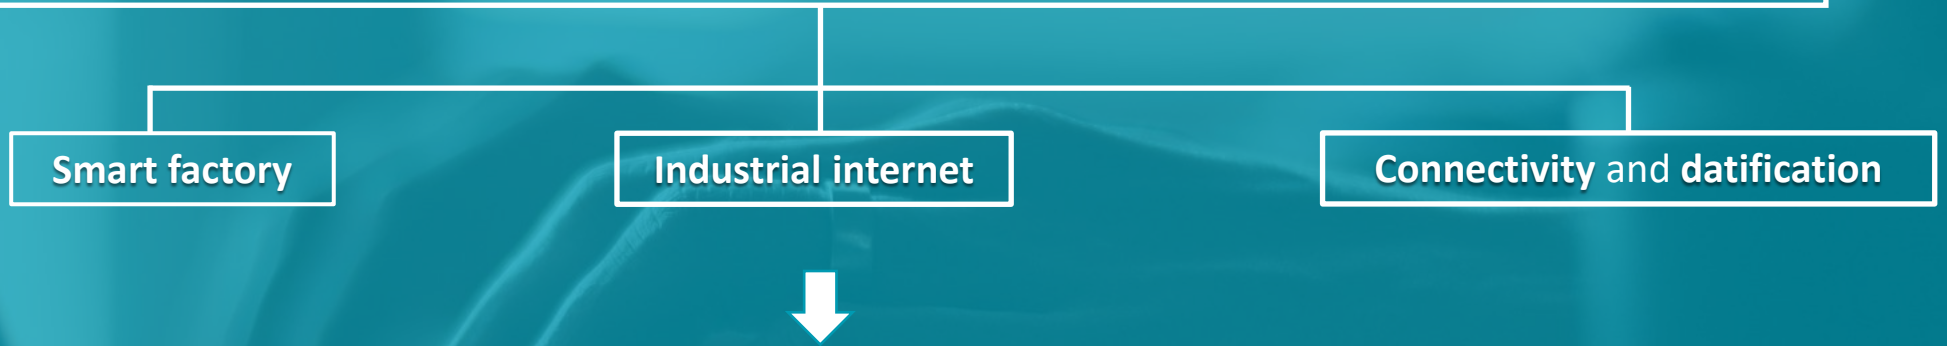 Smart factory
Industrial internet
Connectivity and datification